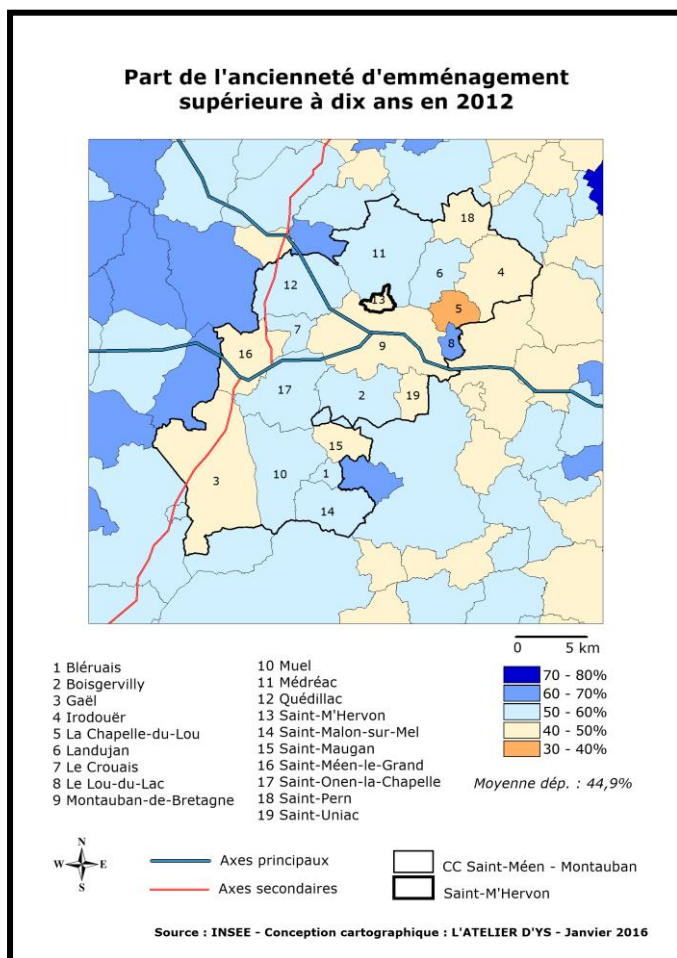 Part de l'ancienneté d'emménagement
supérieure à dix ans en 2012
18
11
6
4
12
13
5
7
9
8
16
17
2
19
15
3
10
1
14
0 5 km
1 Bléruais
2 Boisgervilly
3 Gaël
4 Irodouër
5 La Chapelle-du-Lou
6 Landujan
7 Le Crouais
8 Le Lou-du-Lac
9 Montauban-de-Bretagne
10 Muel
11 Médréac
12 Quédillac
13 Saint-M'Hervon
14 Saint-Malon-sur-Mel
15 Saint-Maugan
16 Saint-Méen-le-Grand
17 Saint-Onen-la-Chapelle
18 Saint-Pern
19 Saint-Uniac
70 - 80%
60 - 70%
50 - 60%
40 - 50%
30 - 40%
Moyenne dép. : 44,9%
N
W E
S
Axes principaux
Axes secondaires
CC Saint-Méen - Montauban
Saint-M'Hervon
Source : INSEE - Conception cartographique : L'ATELIER D'YS - Janvier 2016